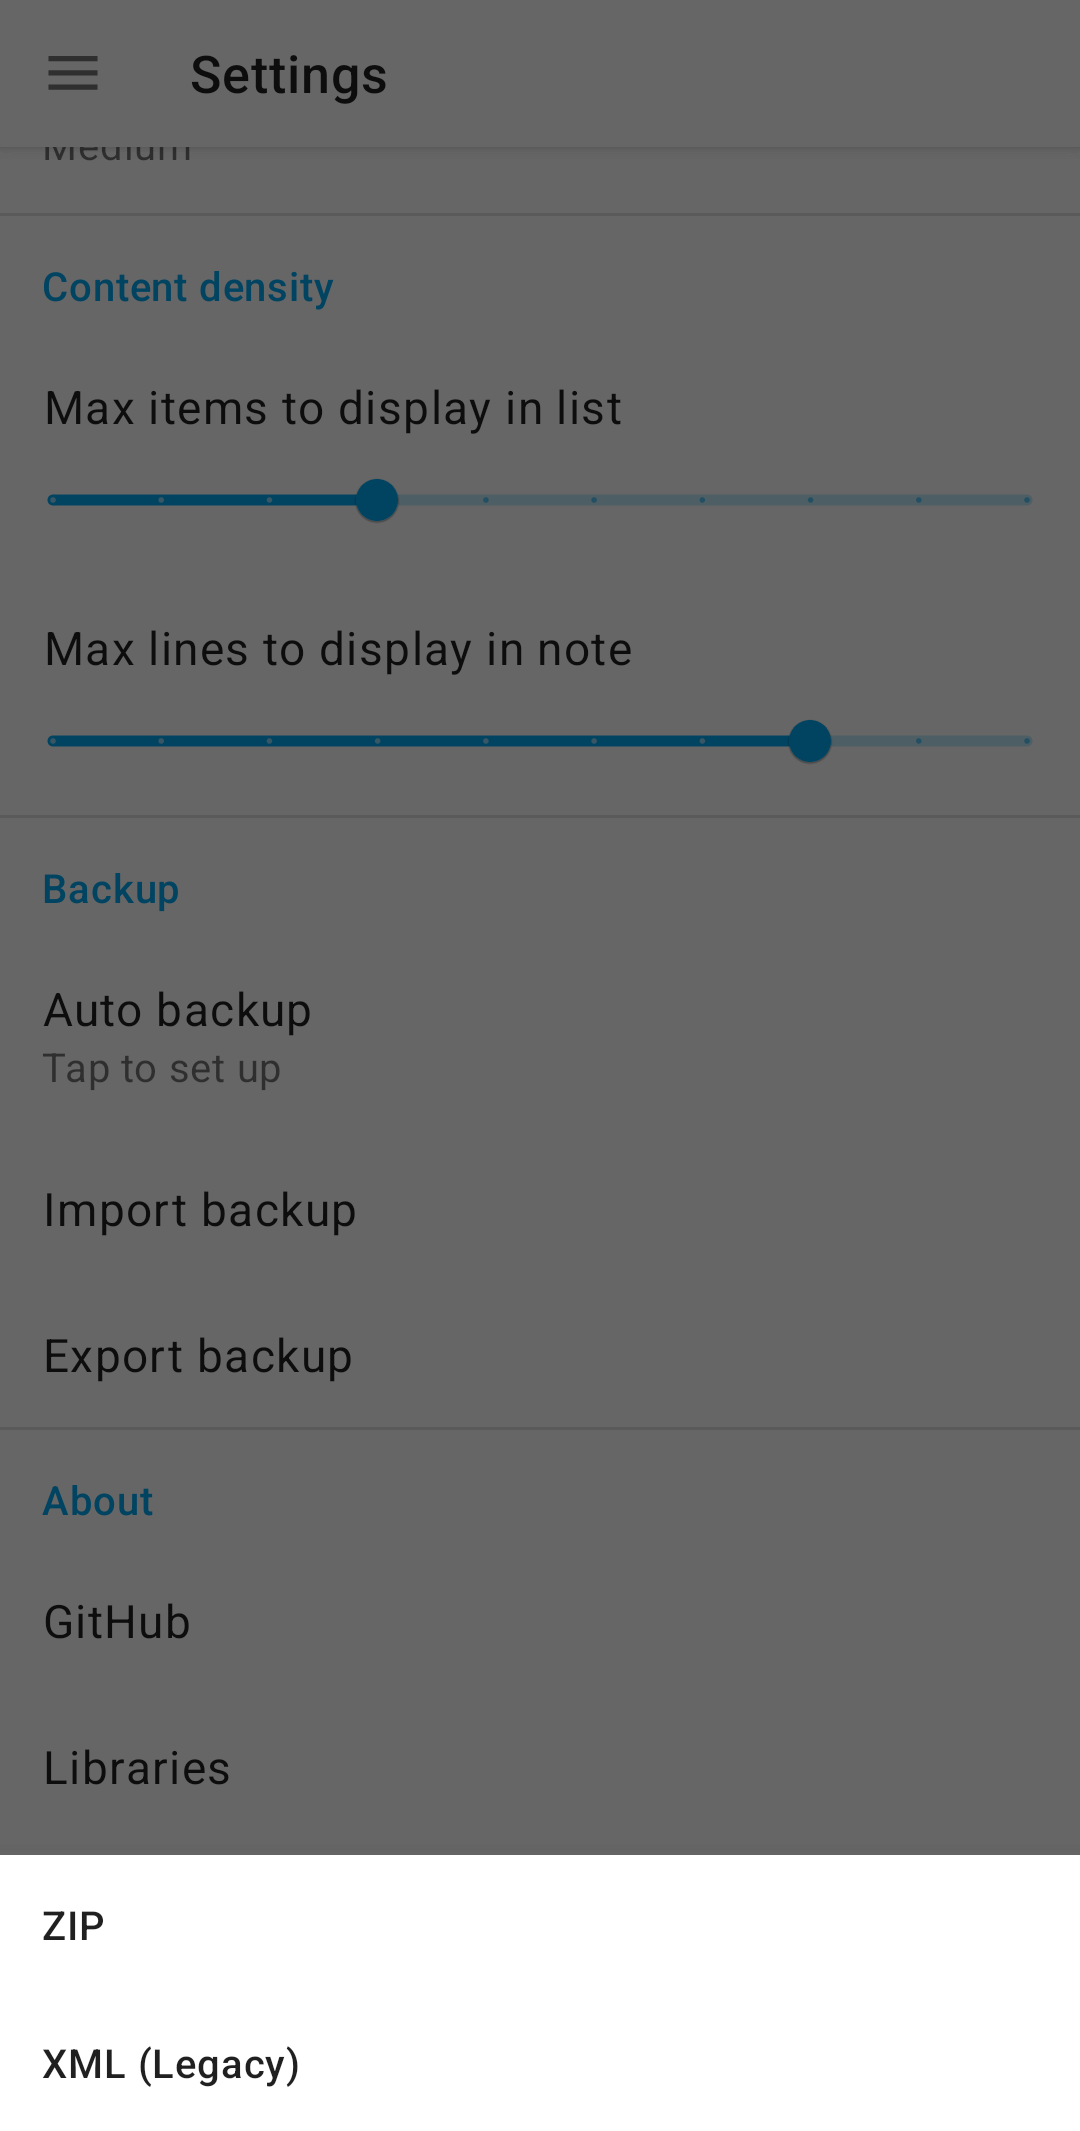 Settings
Medium
Content density
Max items to display in list
Max lines to display in note
Backup
Auto backup
Tap to set up
Import backup
Export backup
About
GitHub
Libraries
ZIP
XML (Legacy)